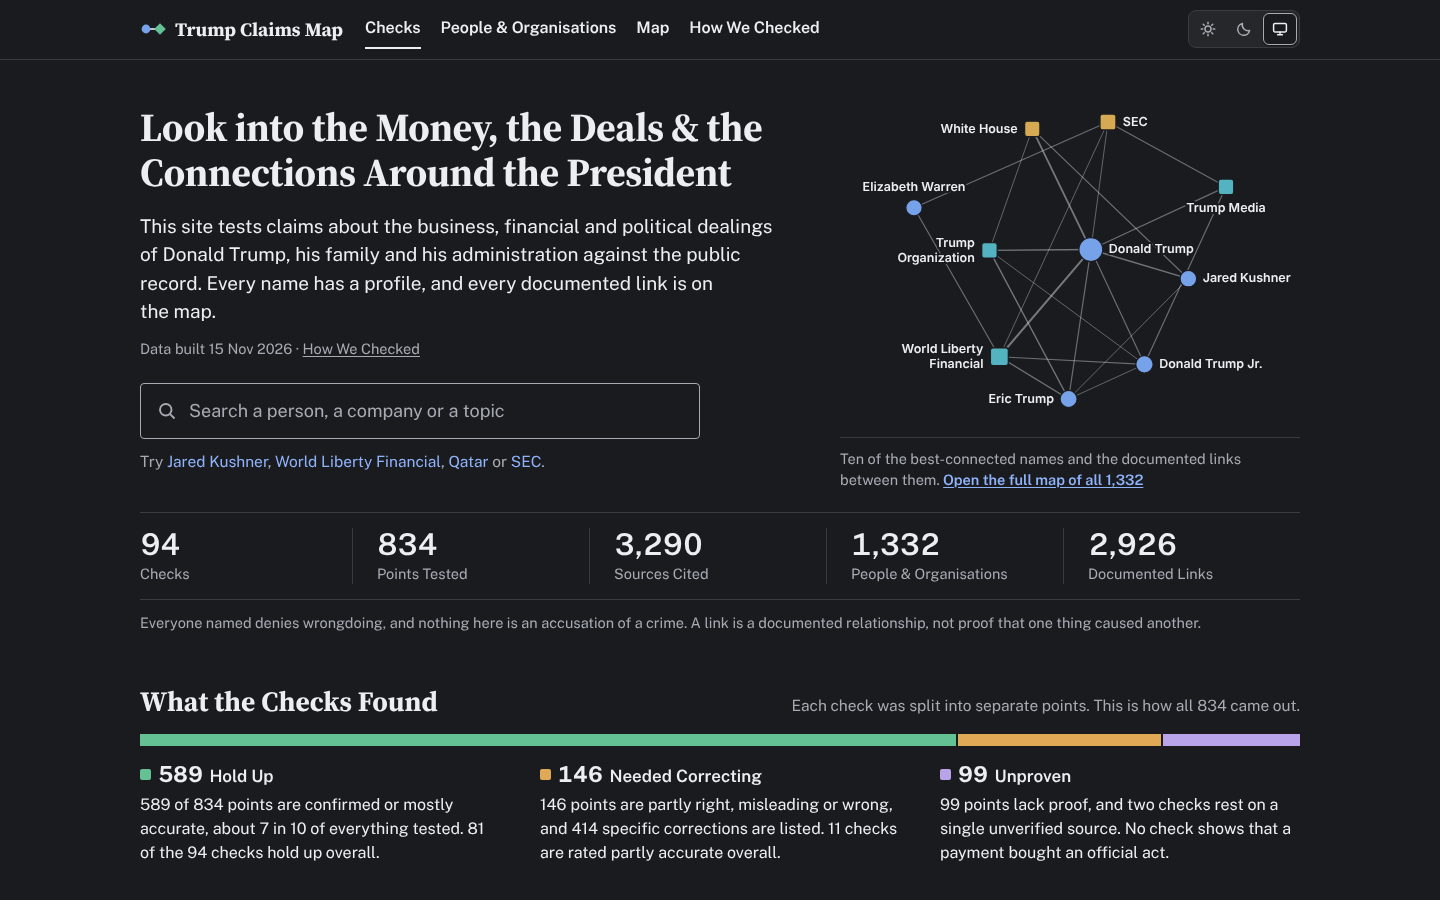 Trump Claims Map
Checks
People & Organisations
Map
How We Checked
Look into the Money, the Deals & the
Connections Around the President
This site tests claims about the business, financial and political dealings
of Donald Trump, his family and his administration against the public
record. Every name has a profile, and every documented link is on
the map.
Data built 15 Nov 2026 · How We Checked
Search a person, a company or a topic
Try Jared Kushner, World Liberty Financial, Qatar or SEC.
White House
SEC
Elizabeth Warren
Trump Media
Trump
Organization
Donald Trump
Jared Kushner
World Liberty
Financial
Donald Trump Jr.
Eric Trump
Ten of the best-connected names and the documented links
between them. Open the full map of all 1,332
94
Checks
834
Points Tested
3,290
Sources Cited
1,332
People & Organisations
2,926
Documented Links
Everyone named denies wrongdoing, and nothing here is an accusation of a crime. A link is a documented relationship, not proof that one thing caused another.
What the Checks Found
Each check was split into separate points. This is how all 834 came out.
589 Hold Up
589 of 834 points are confirmed or mostly
accurate, about 7 in 10 of everything tested. 81
of the 94 checks hold up overall.
146 Needed Correcting
146 points are partly right, misleading or wrong,
and 414 specific corrections are listed. 11 checks
are rated partly accurate overall.
99 Unproven
99 points lack proof, and two checks rest on a
single unverified source. No check shows that a
payment bought an official act.